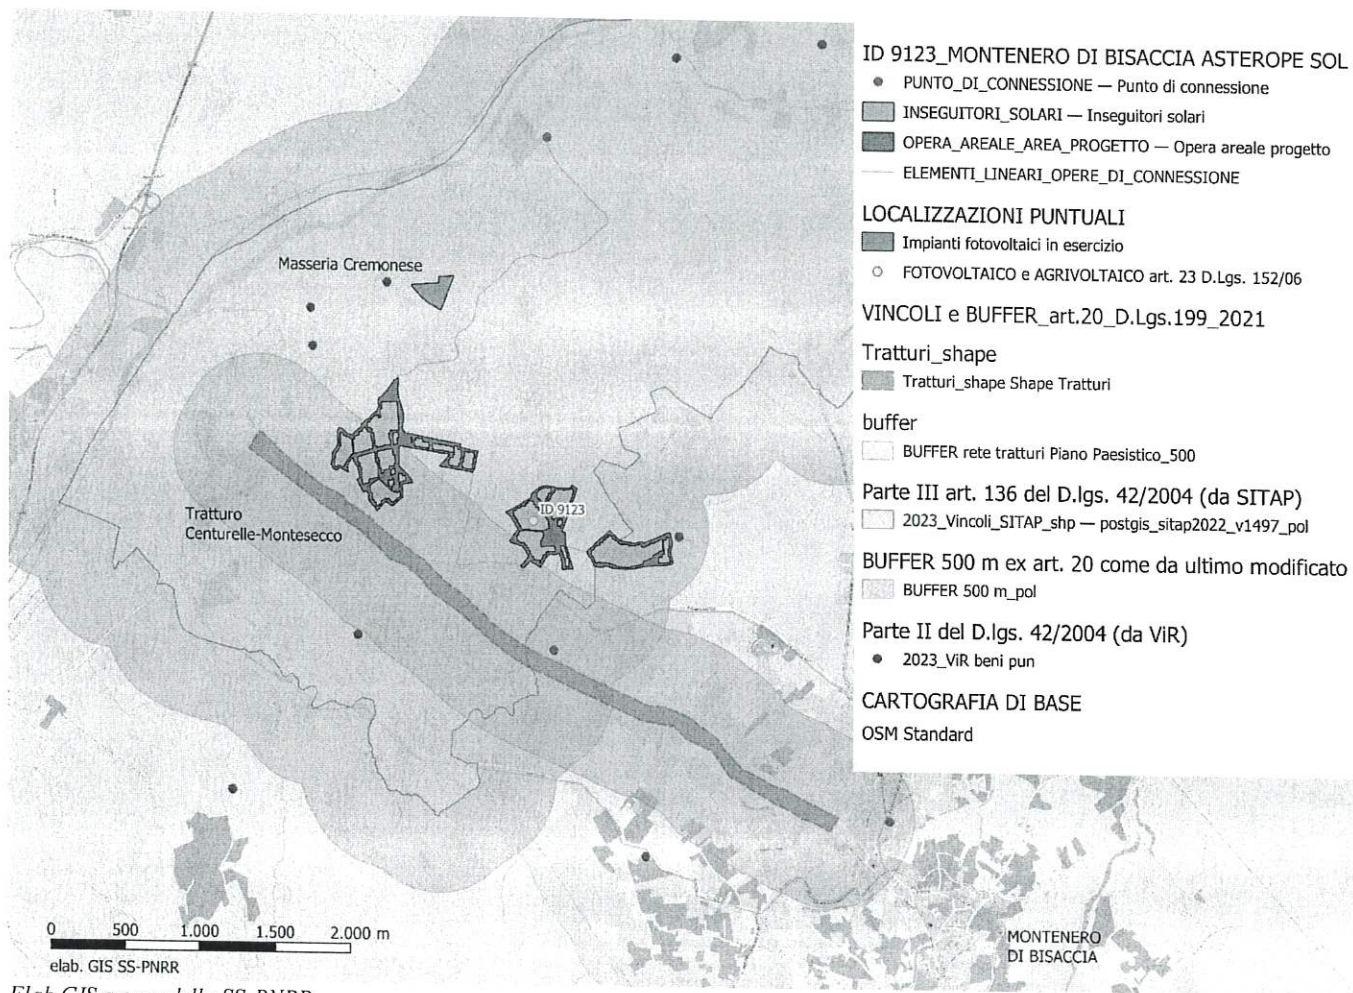 ID 9123_MONTENERO DI BISACCIA ASTEROPE SOL
PUNTO_DI_CONNESSIONE — Punto di connessione
INSEGUITORI_SOLARI — Inseguitori solari
OPERA_AREALE_AREA_PROGETTO — Opera areale progetto
ELEMENTI_LINEARI_OPERE_DI_CONNESSIONE
LOCALIZZAZIONI PUNTUALI
Impianti fotovoltaici in esercizio
FOTOVOLTAICO e AGRIVOLTAICO art. 23 D.Lgs. 152/06
VINCOLI e BUFFER_art.20_D.Lgs.199_2021
Tratturi_shape
Tratturi_shape Shape Tratturi
buffer
BUFFER rete tratturi Piano Paesistico_500
Parte III art. 136 del D.lgs. 42/2004 (da SITAP)
2023_Vincoli_SITAP_shp — postgis_sitap2022_v1497_pol
BUFFER 500 m ex art. 20 come da ultimo modificato
BUFFER 500 m_pol
Parte II del D.lgs. 42/2004 (da ViR)
2023_ViR beni pun
CARTOGRAFIA DI BASE
OSM Standard
Masseria Cremonese
Tratturo
Centurelle-Montesecco
ID 9123
MONTENERO
DI BISACCIA
0 500 1.000 1.500 2.000 m
elab. GIS SS-PNRR